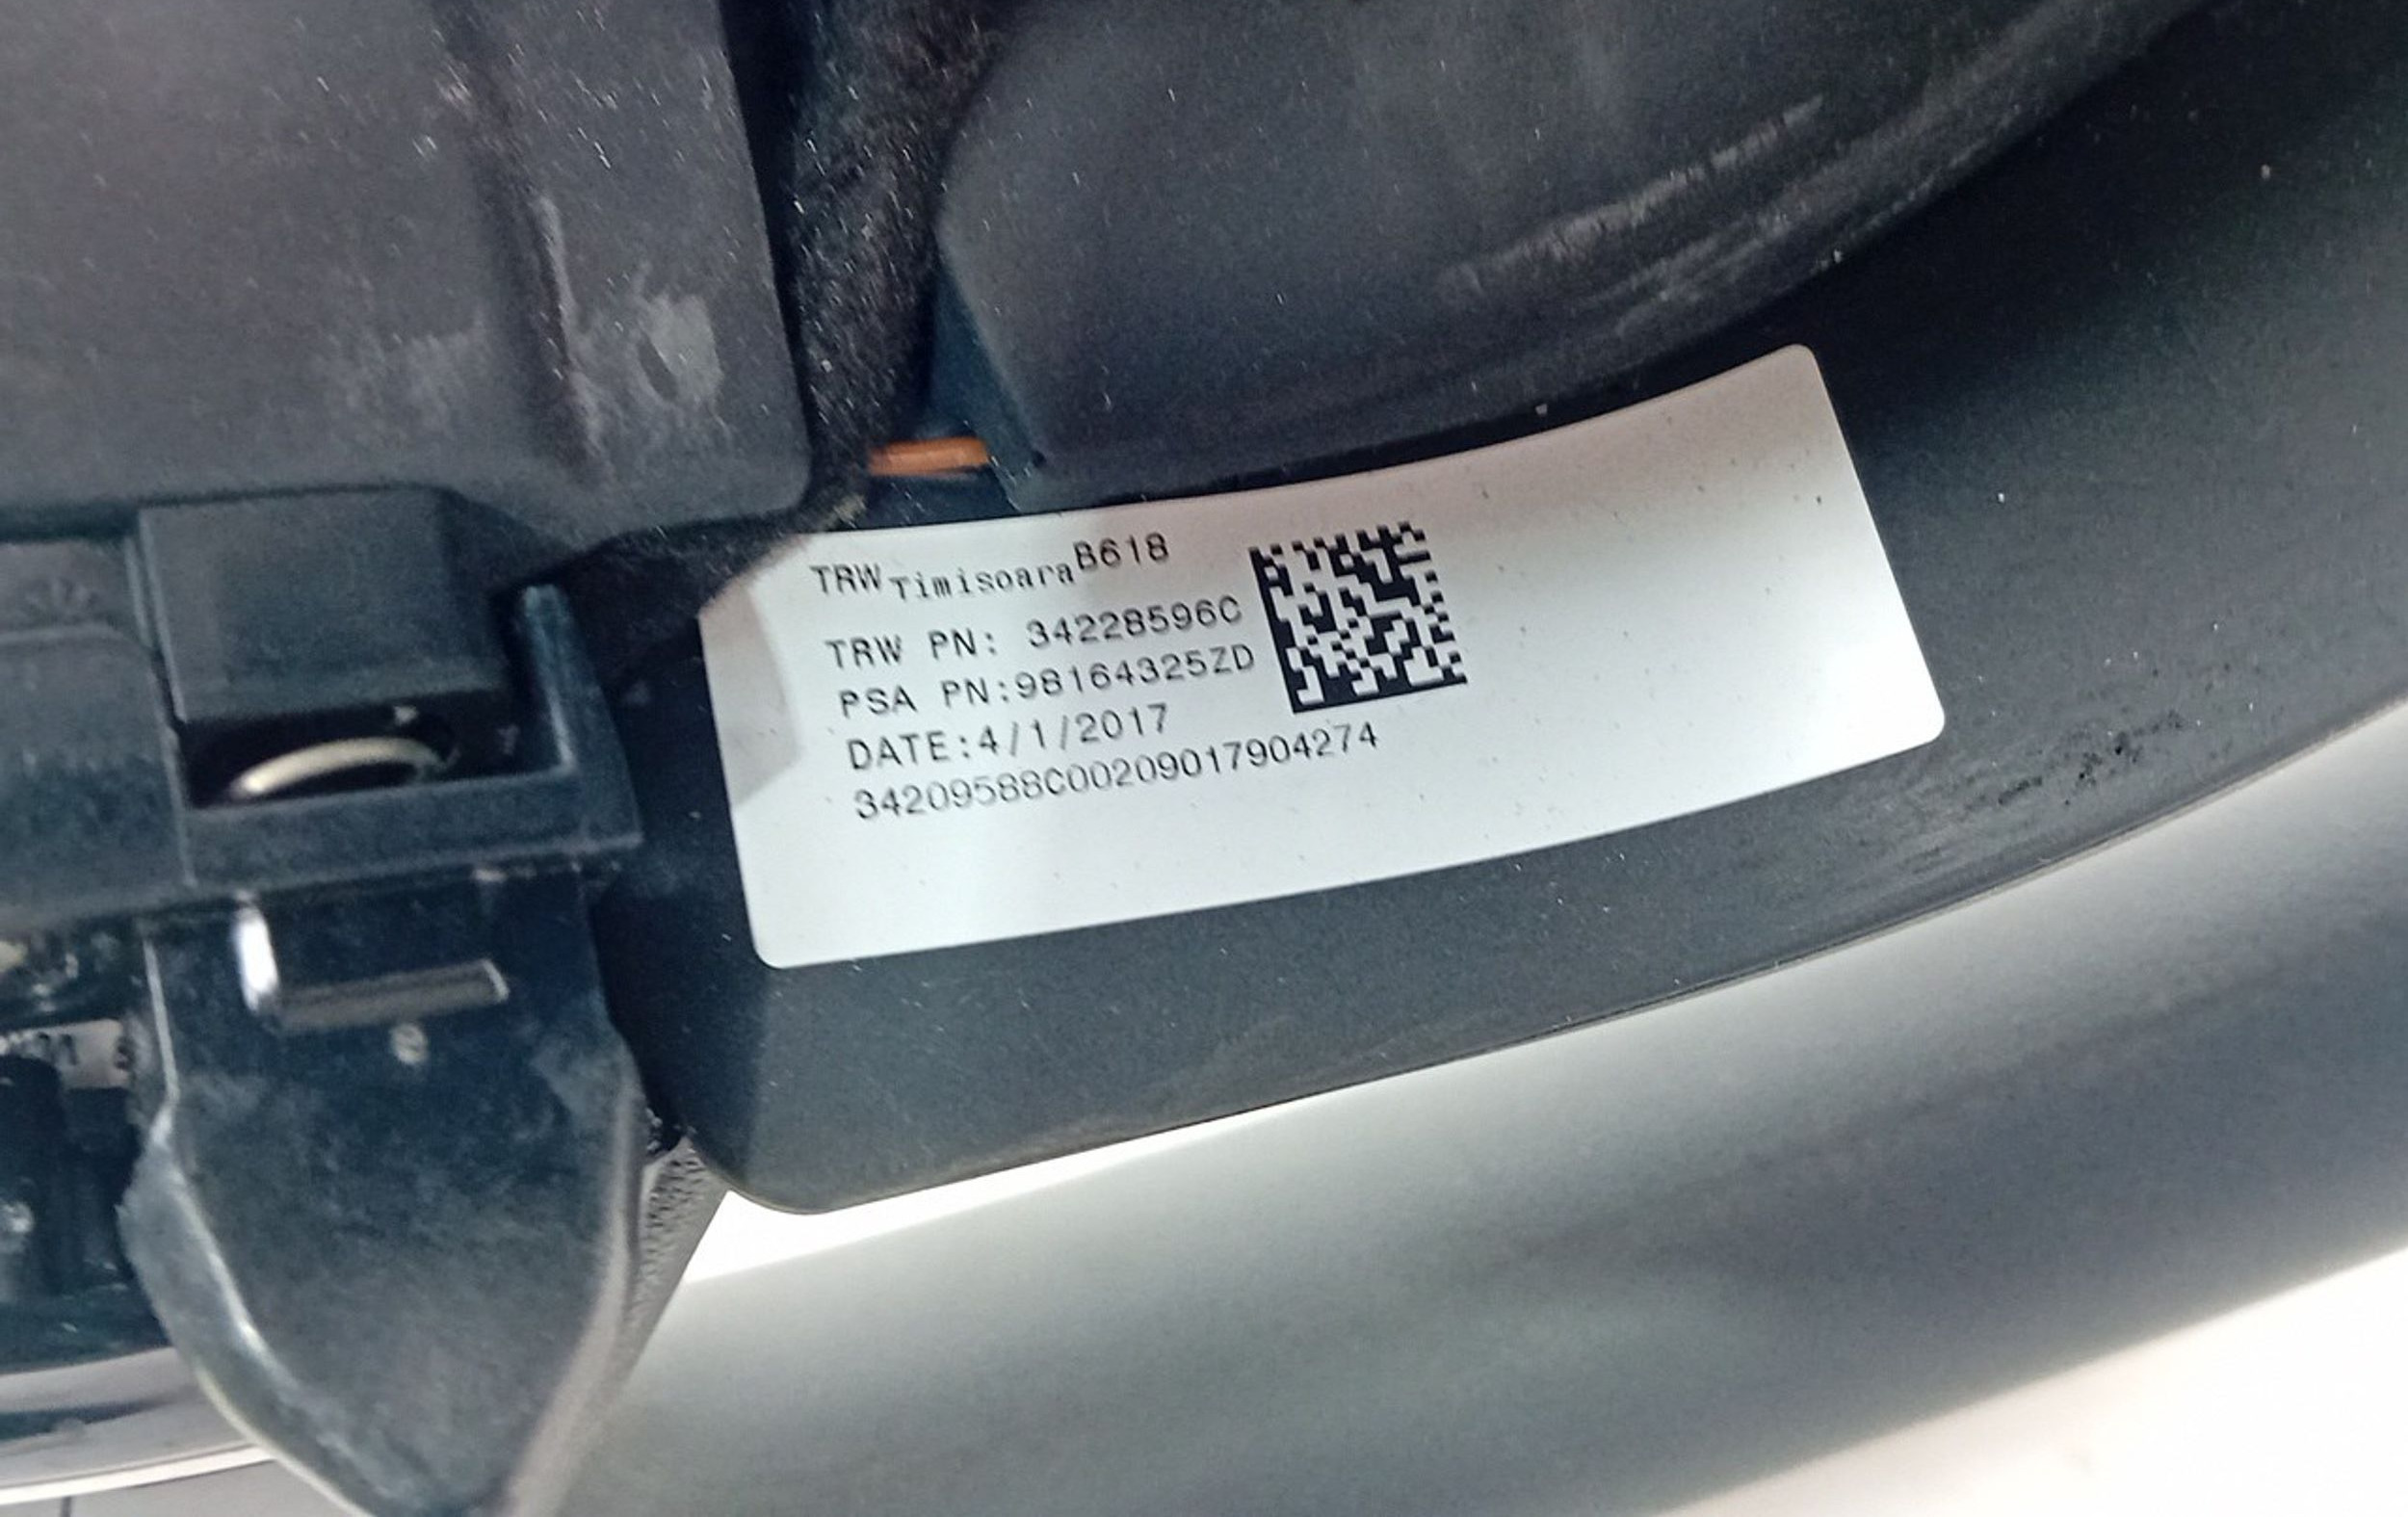 TRW Timisoara B618
TRW PN: 34228596C
PSA PN:98164325ZD
DATE:4/1/2017
34209588C00209017904274